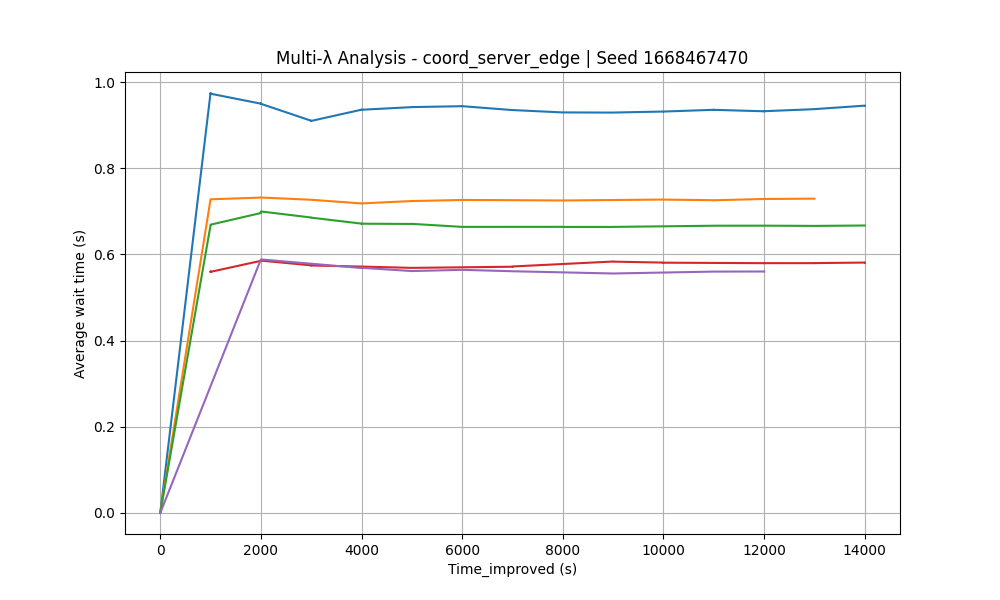 Multi-λ Analysis - coord_server_edge | Seed 1668467470
1.0
0.8
0.6
0.4
0.2
0.0
Average wait time (s)
0 2000 4000 6000 8000 10000 12000 14000
Time_improved (s)